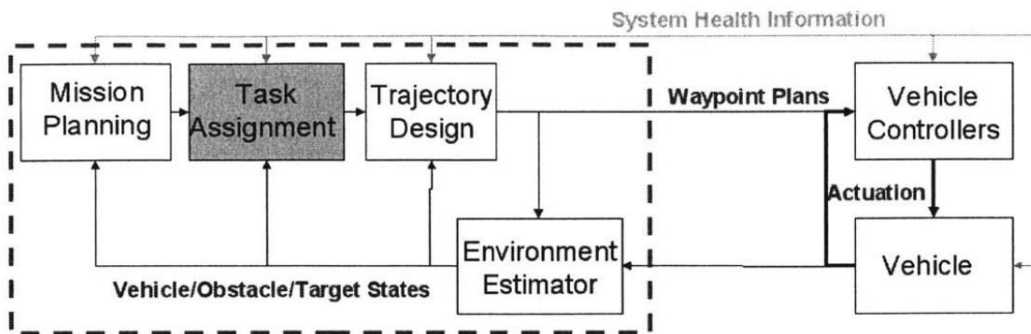 System Health Information
Mission
Planning
Task
Assignment
Trajectory
Design
Waypoint Plans
Vehicle
Controllers
Actuation
Environment
Estimator
Vehicle
Vehicle/Obstacle/Target States